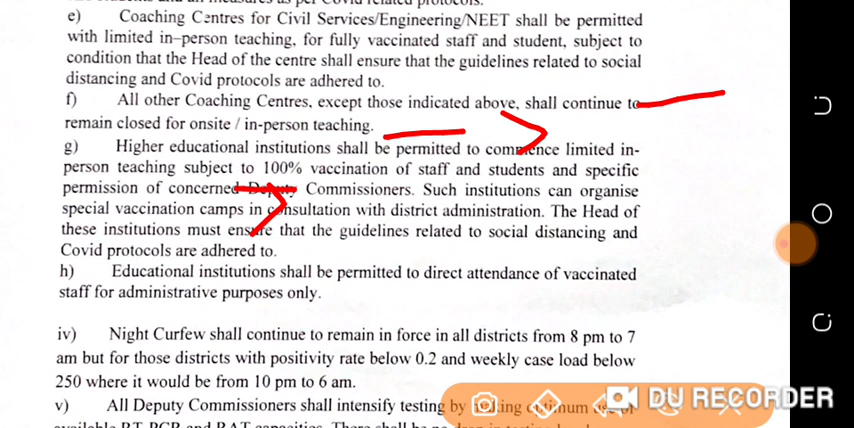 e) Coaching Centres for Civil Services/Engineering/NEET shall be permitted
with limited in-person teaching, for fully vaccinated staff and student, subject to
condition that the Head of the centre shall ensure that the guidelines related to social
distancing and Covid protocols are adhered to.
f) All other Coaching Centres, except those indicated above, shall continue to
remain closed for onsite / in-person teaching.
g) Higher educational institutions shall be permitted to commence limited in-
person teaching subject to 100% vaccination of staff and students and specific
permission of concerned Deputy Commissioners. Such institutions can organise
special vaccination camps in consultation with district administration. The Head of
these institutions must ensure that the guidelines related to social distancing and
Covid protocols are adhered to.
h) Educational institutions shall be permitted to direct attendance of vaccinated
staff for administrative purposes only.
iv) Night Curfew shall continue to remain in force in all districts from 8 pm to 7
am but for those districts with positivity rate below 0.2 and weekly case load below
250 where it would be from 10 pm to 6 am.
v) All Deputy Commissioners shall intensify testing by
DU RECORDER